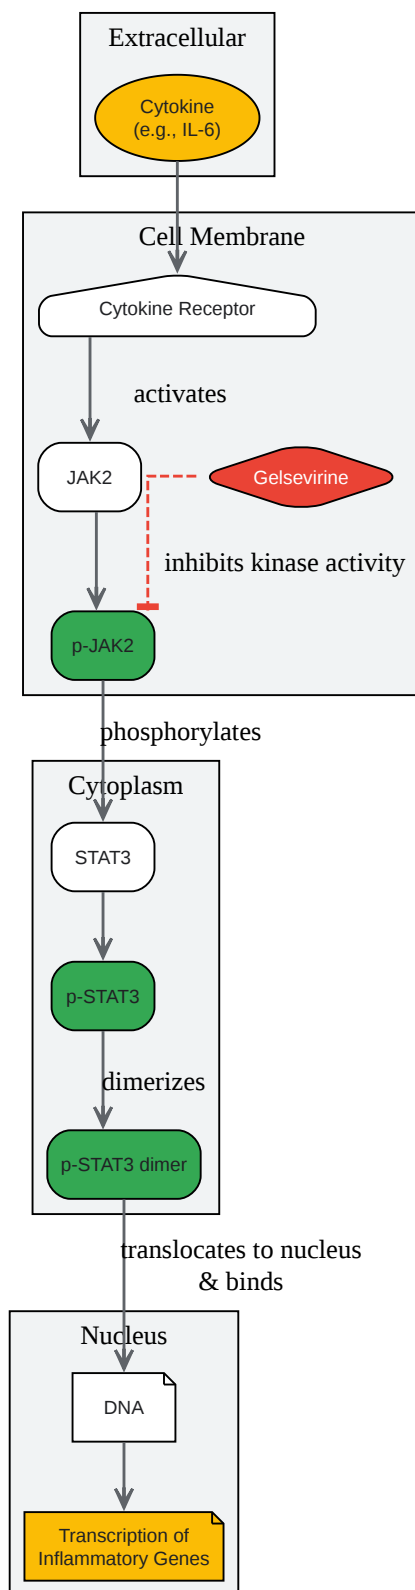 Extracellular
Cytokine
(e.g., IL-6)
Cell Membrane
Cytokine Receptor
activates
JAK2
Gelsevirine
inhibits kinase activity
p-JAK2
phosphorylates
Cytoplasm
STAT3
p-STAT3
dimerizes
p-STAT3 dimer
translocates to nucleus
& binds
Nucleus
DNA
Transcription of
Inflammatory Genes